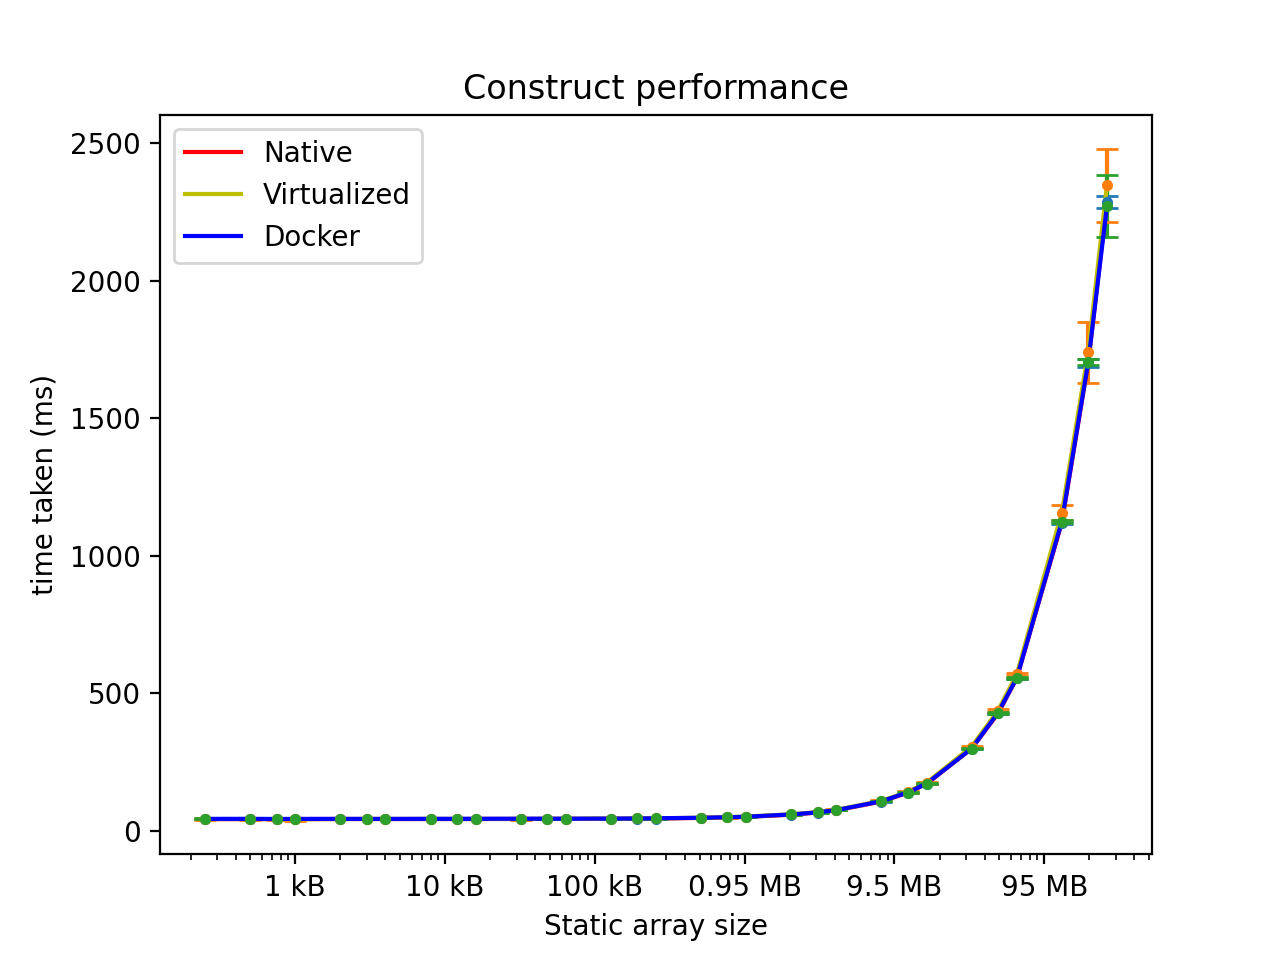 Construct performance
Native
Virtualized
Docker
2500
2000
1500
1000
500
0
time taken (ms)
1 kB
10 kB
100 kB
0.95 MB
9.5 MB
95 MB
Static array size